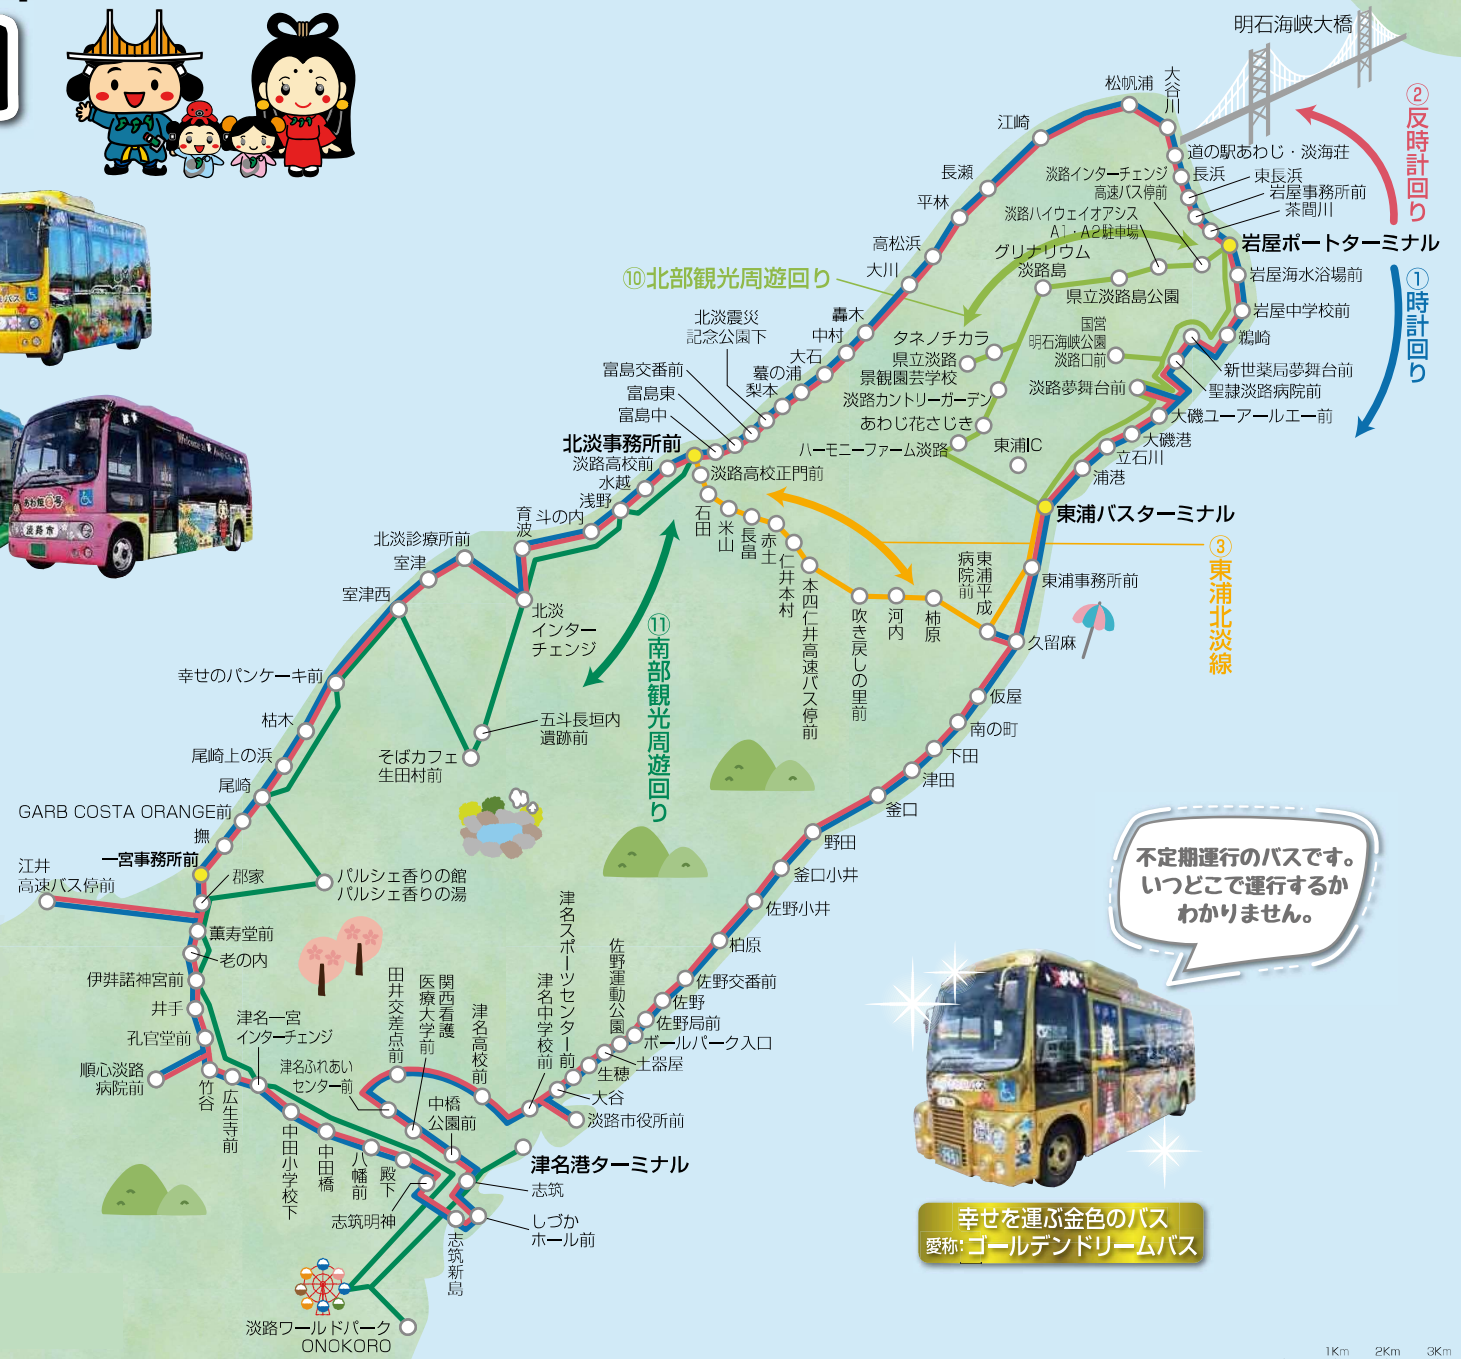 明石海峡大橋
②反時計回り
①時計回り
大谷川
松帆浦
江崎
長瀬
平林
高松浜
大川
轟木
中村
大石
蟇の浦
梨本
北淡震災
記念公園下
富島交番前
富島東
富島中
北淡事務所前
淡路高校前
水越
浅野
斗の内
育波
北淡診療所前
室津
室津西
幸せのパンケーキ前
枯木
尾崎上の浜
尾崎
GARB COSTA ORANGE前
撫
一宮事務所前
江井
高速バス停前
郡家
パルシェ香りの館
パルシェ香りの湯
薫寿堂前
老の内
伊弉諾神宮前
井手
孔官堂前
順心淡路
病院前
竹谷
広生寺前
津名一宮
インターチェンジ
中田小学校下
中田橋
八幡前
殿下
志筑明神
志筑新島
しづか
ホール前
志筑
津名港ターミナル
淡路ワールドパーク
ONOKORO
中橋
公園前
津名ふれあい
センター前
田井交差点前
関西看護
医療大学前
津名高校前
津名中学校前
津名スポーツセンター前
淡路市役所前
大谷
生穂
土器屋
佐野運動公園
ボールパーク入口
佐野局前
佐野
佐野交番前
柏原
佐野小井
釜口小井
野田
釜口
津田
下田
南の町
仮屋
久留麻
東浦平成
病院前
東浦事務所前
東浦バスターミナル
浦港
立石川
大磯港
大磯ユーアールエー前
聖隷淡路病院前
新世薬局夢舞台前
鵜崎
岩屋中学校前
岩屋海水浴場前
岩屋ポートターミナル
茶間川
岩屋事務所前
東長浜
長浜
道の駅あわじ・淡海荘
淡路インターチェンジ
高速バス停前
淡路ハイウェイオアシス
A1・A2駐車場
県立淡路島公園
グリナリウム
淡路島
⑩北部観光周遊回り
国営
明石海峡公園
淡路口前
淡路夢舞台前
タネノチカラ
県立淡路
景観園芸学校
淡路カントリーガーデン
あわじ花さじき
ハーモニーファーム淡路
東浦IC
淡路高校正門前
石田
米山
長畠
赤土
仁井本村
本四仁井高速バス停前
吹き戻しの里前
河内
柿原
③東浦北淡線
北淡
インター
チェンジ
五斗長垣内
遺跡前
そばカフェ
生田村前
⑪南部観光周遊回り
あわ姫
淡路市
不定期運行のバスです。
いつどこで運行するか
わかりません。
幸せを運ぶ金色のバス
愛称:ゴールデンドリームバス
1Km 2Km 3Km